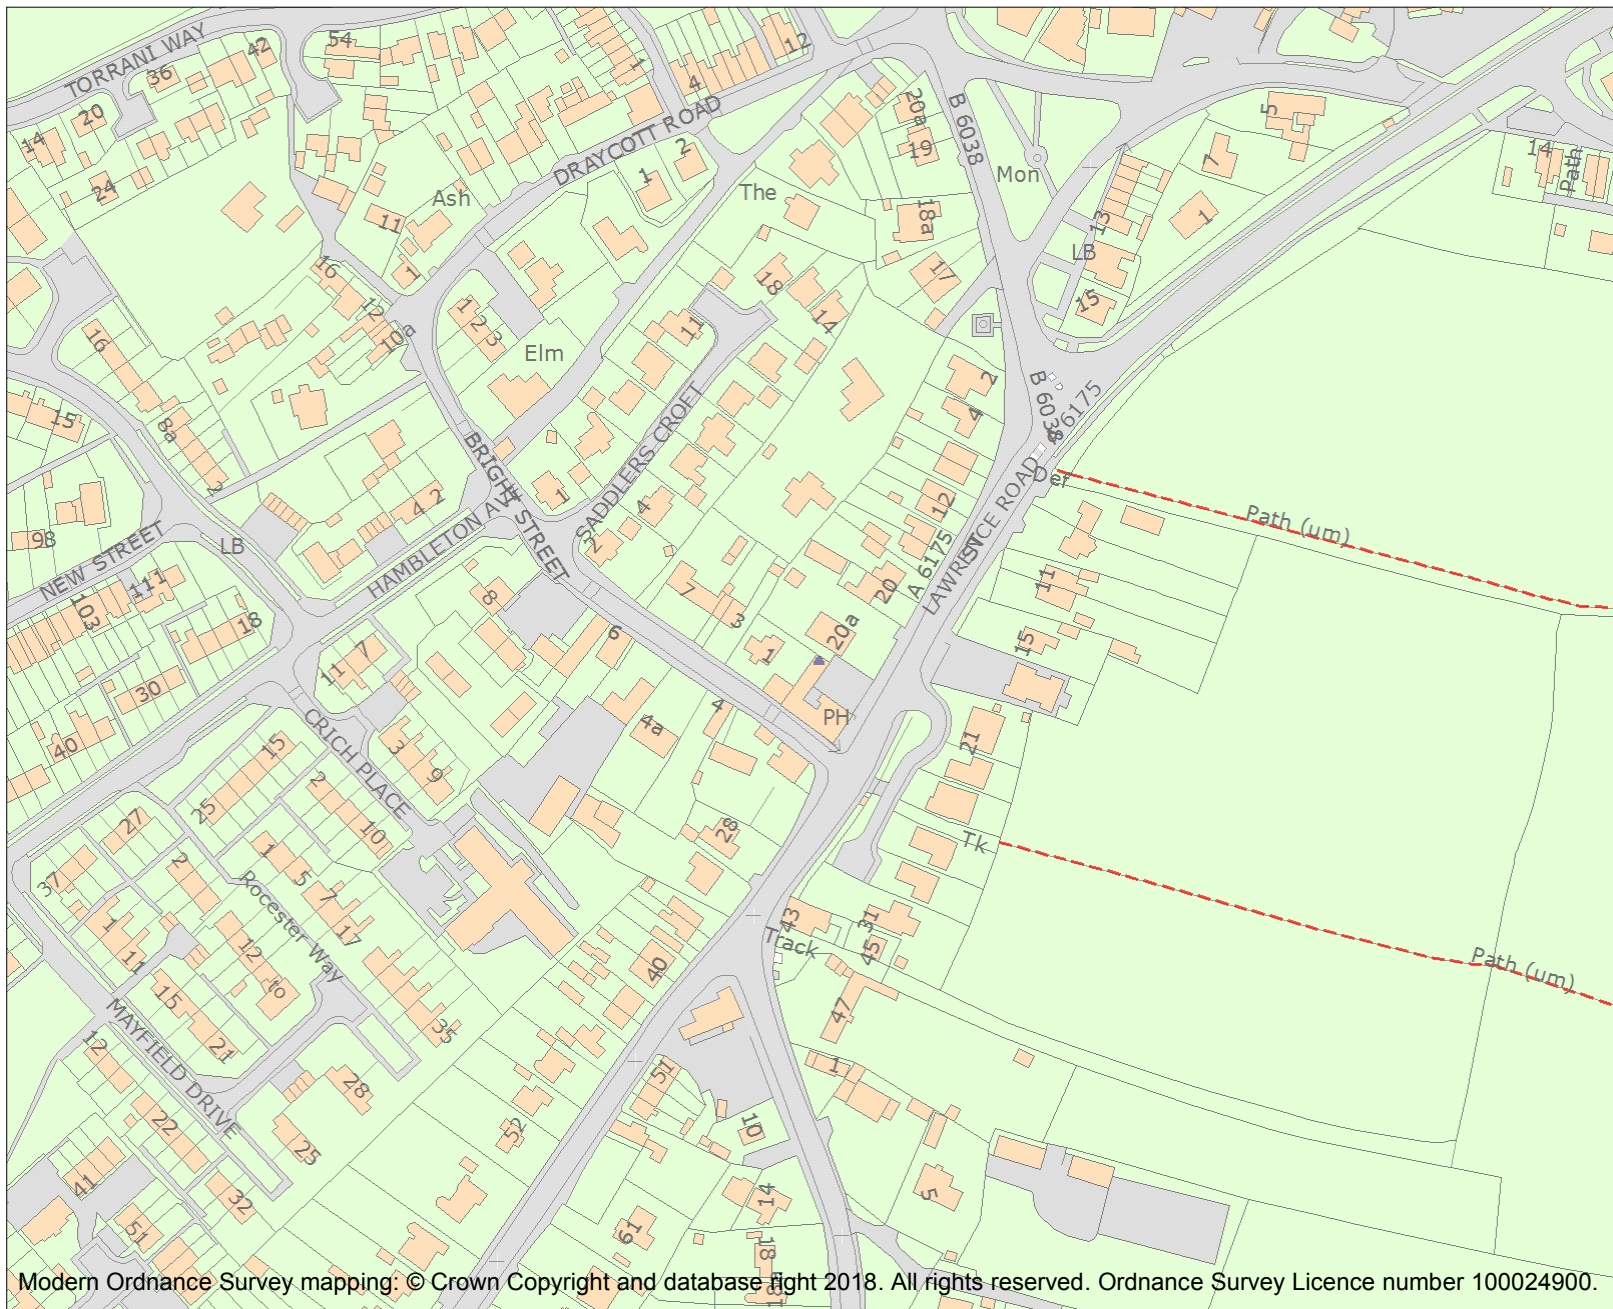 TORRANI WAY
42
54
36
20
14
24
1
4
12
DRAYCOTT ROAD
2
1
Ash
11
1
16
12
10a
The
20a
19
B 6038
18a
17
Mon
5
7
1
13
LB
15
14
Path
16
15
8a
2
1 2 3
Elm
11
18
14
2
4
B 6038
A 6175
BRIGHT STREET
SADDLERS CROFT
1
4
2
4 2
HAMBLETON AVE
LB
98
NEW STREET
111
103
18
30
40
12
20
A 6175
LAWRENCE ROAD
Def
Path (um)
11
15
8
6
7
3
1
20a
PH
4
4a
7
11
CRICH PLACE
3
9
15
25
2
10
27
37
2
1
5
7
17
Rocester Way
1
11
12
to
15
21
35
28
21
Tk
28
31
43
45
Track
40
47
Path (um)
MAYFIELD DRIVE
12
22
28
25
32
41
51
51
52
10
1
5
14
61
18
181
Modern Ordnance Survey mapping: © Crown Copyright and database right 2018. All rights reserved. Ordnance Survey Licence number 100024900.